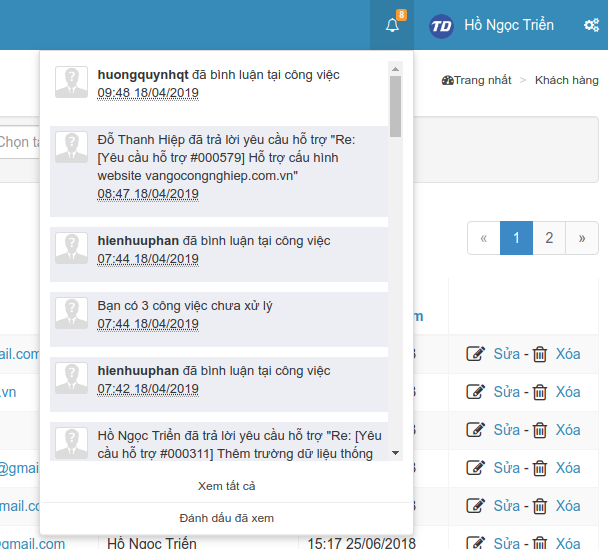 8
TD
Hồ Ngọc Triển
Trang nhất > Khách hàng
Chọn
huongquynhqt đã bình luận tại công việc
09:48 18/04/2019
Đỗ Thanh Hiệp đã trả lời yêu cầu hỗ trợ "Re:
[Yêu cầu hỗ trợ #000579] Hỗ trợ cấu hình
website vangocongnghiep.com.vn"
08:47 18/04/2019
hienhuuphan đã bình luận tại công việc
07:44 18/04/2019
Bạn có 3 công việc chưa xử lý
07:44 18/04/2019
hienhuuphan đã bình luận tại công việc
07:42 18/04/2019
Hồ Ngọc Triển đã trả lời yêu cầu hỗ trợ "Re: [Yêu
cầu hỗ trợ #000311] Thêm trường dữ liệu thống
Xem tất cả
Đánh dấu đã xem
« 1 2 »
m
ail.com 8 Sửa - Xóa
.vn 8 Sửa - Xóa
8 Sửa - Xóa
@gmai 8 Sửa - Xóa
mail.co 8 Sửa - Xóa
@gmail.com Hồ Ngọc Triển 15:17 25/06/2018 Sửa - Xóa